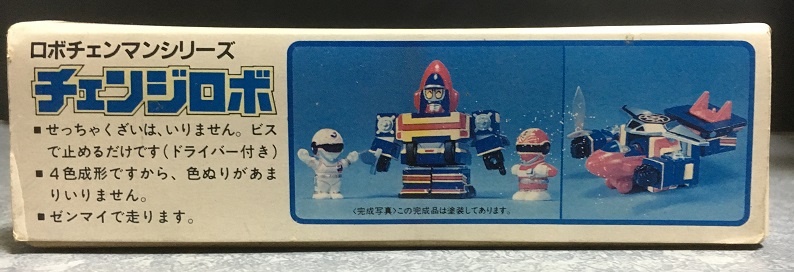 ロボチェンマンシリーズ
チェンジロボ
■せっちゃくざいは、いりません。ビス
で止めるだけです(ドライバー付き)
■4色成形ですから、色ぬりがあま
りいりません。
■ゼンマイで走ります。
〈完成写真〉この完成品は塗装してあります。